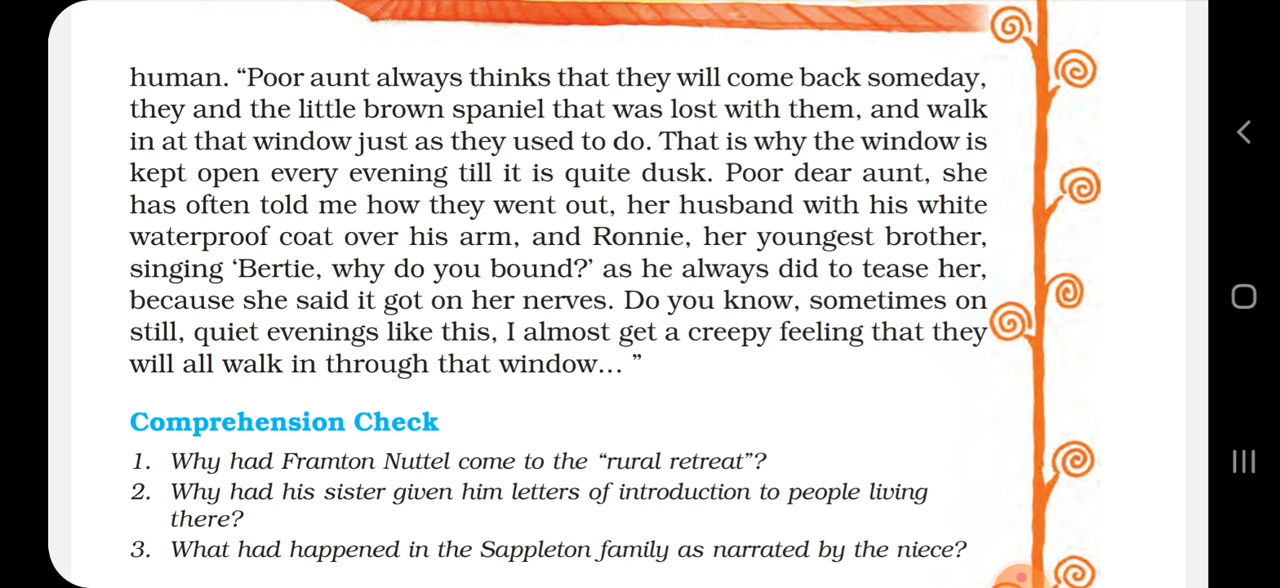 human. “Poor aunt always thinks that they will come back someday,
they and the little brown spaniel that was lost with them, and walk
in at that window just as they used to do. That is why the window is
kept open every evening till it is quite dusk. Poor dear aunt, she
has often told me how they went out, her husband with his white
waterproof coat over his arm, and Ronnie, her youngest brother,
singing ‘Bertie, why do you bound?’ as he always did to tease her,
because she said it got on her nerves. Do you know, sometimes on
still, quiet evenings like this, I almost get a creepy feeling that they
will all walk in through that window... ”
Comprehension Check
1. Why had Framton Nuttel come to the “rural retreat”?
2. Why had his sister given him letters of introduction to people living
there?
3. What had happened in the Sappleton family as narrated by the niece?